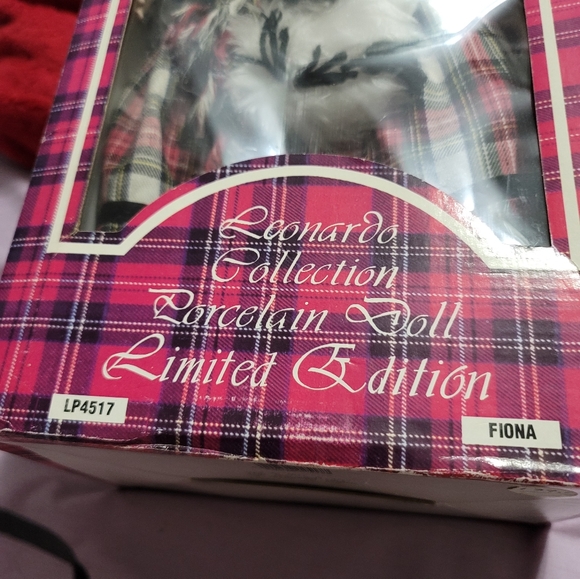 Leonardo
Collection
Porcelain Doll
Limited Edition
LP4517
FIONA